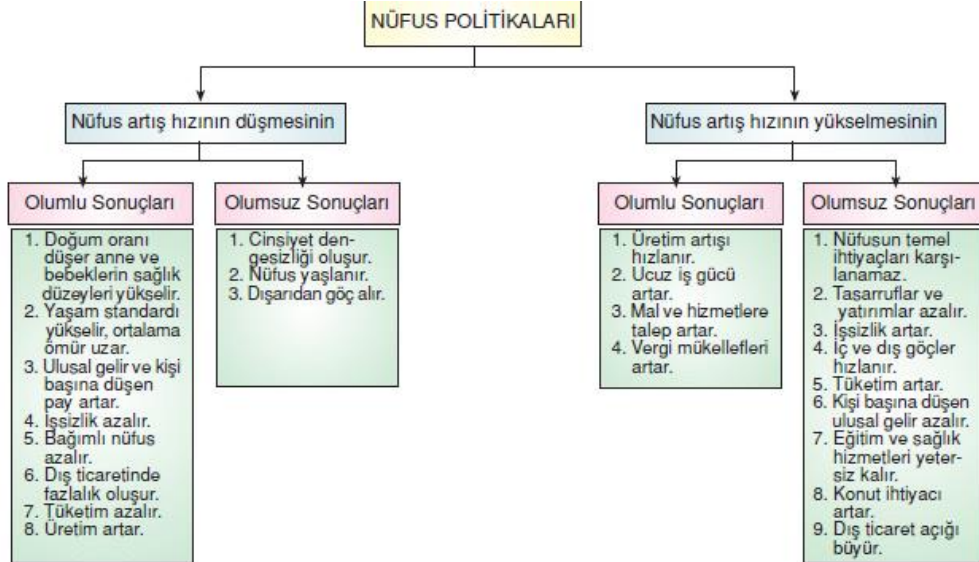 NÜFUS POLİTİKALARI
Nüfus artış hızının düşmesinin
Nüfus artış hızının yükselmesinin
Olumlu Sonuçları
1. Doğum oranı
düşer anne ve
bebeklerin sağlık
düzeyleri yükselir.
2. Yaşam standardı
yükselir, ortalama
ömür uzar.
3. Ulusal gelir ve kişi
başına düşen
pay artar.
4. İşsizlik azalır.
5. Bağımlı nüfus
azalır.
6. Dış ticaretinde
fazlalık oluşur.
7. Tüketim azalır.
8. Üretim artar.
Olumsuz Sonuçları
1. Cinsiyet den-
gesizliği oluşur.
2. Nüfus yaşlanır.
3. Dışarıdan göç alır.
Olumlu Sonuçları
1. Üretim artışı
hızlanır.
2. Ucuz iş gücü
artar.
3. Mal ve hizmetlere
talep artar.
4. Vergi mükellefleri
artar.
Olumsuz Sonuçları
1. Nüfusun temel
ihtiyaçları karşı-
lanamaz.
2. Tasarruflar ve
yatırımlar azalır.
3. İşsizlik artar.
4. İç ve dış göçler
hızlanır.
5. Tüketim artar.
6. Kişi başına düşen
ulusal gelir azalır.
7. Eğitim ve sağlık
hizmetleri yeter-
siz kalır.
8. Konut ihtiyacı
artar.
9. Dış ticaret açığı
büyür.